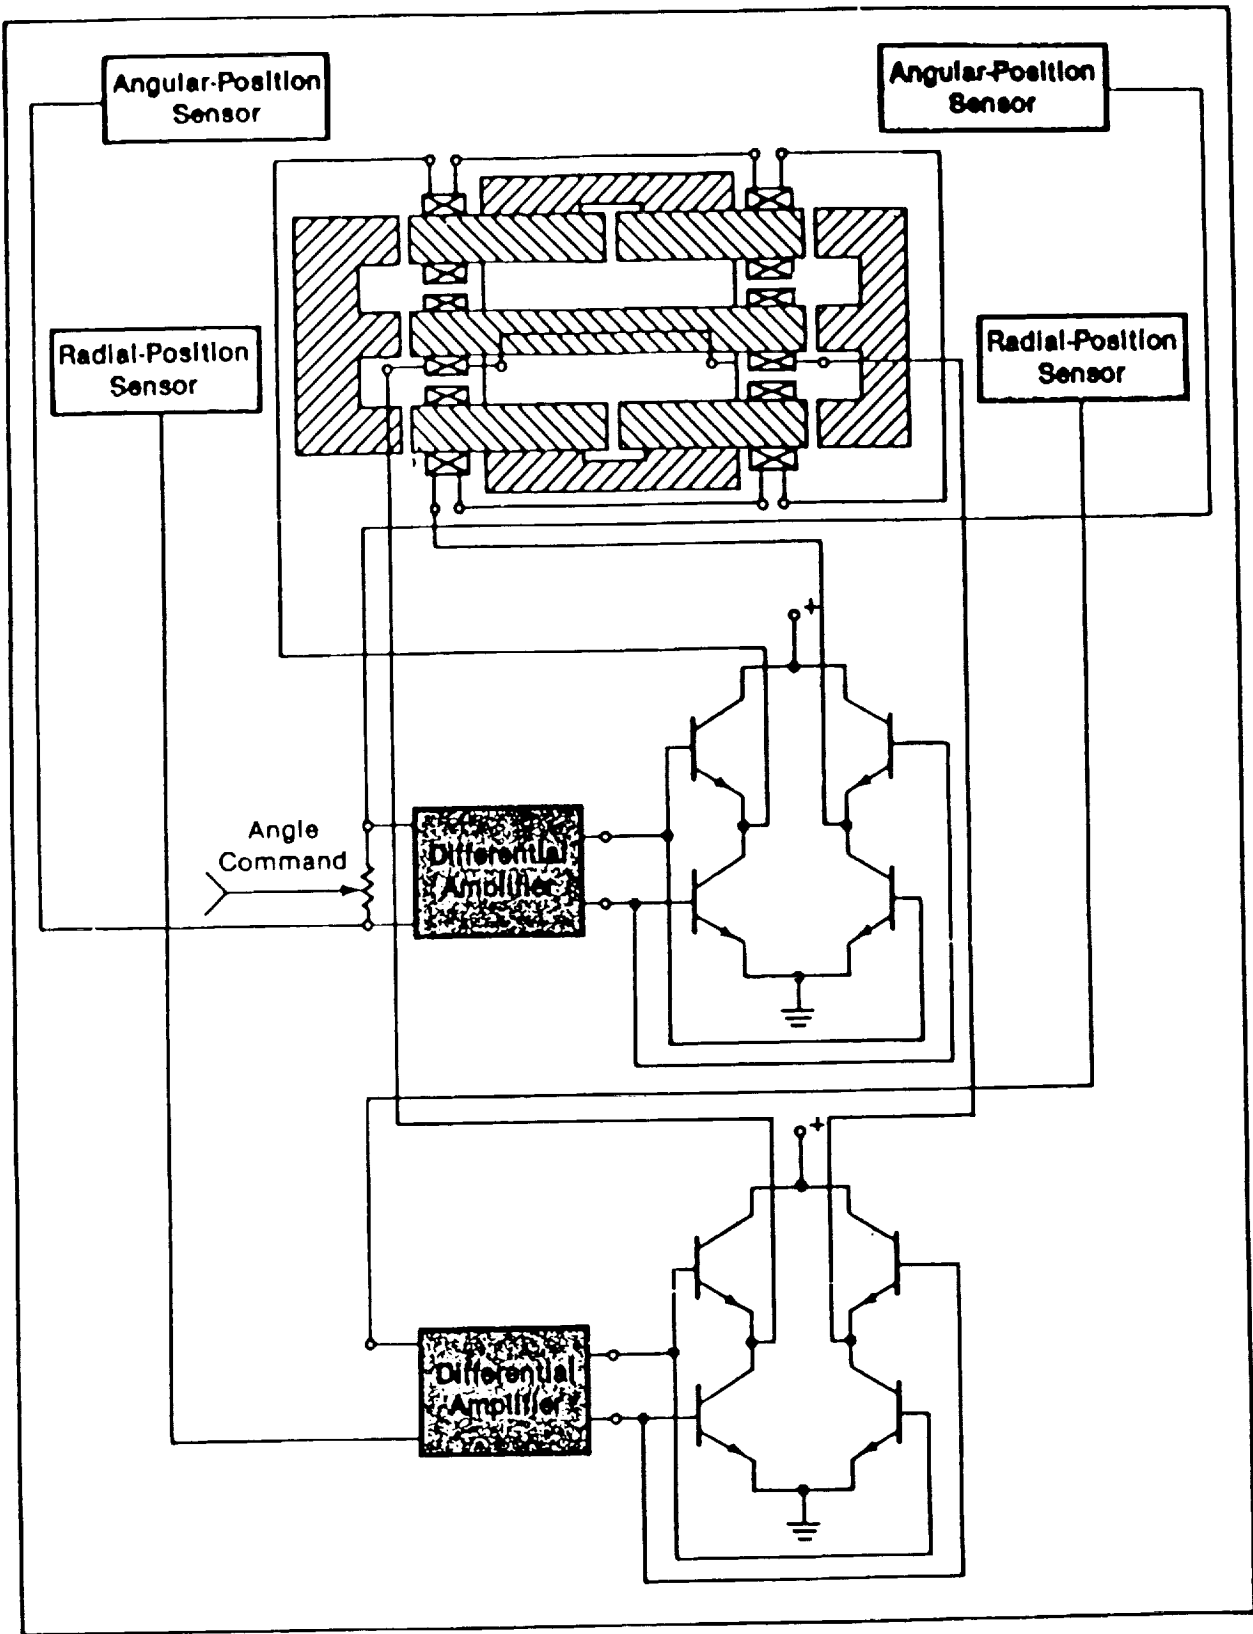 Angular-Position
Sensor
Angular-Position
Sensor
Radial-Position
Sensor
Radial-Position
Sensor
+
Angle
Command
Differential
Amplifier
+
Differential
Amplifier